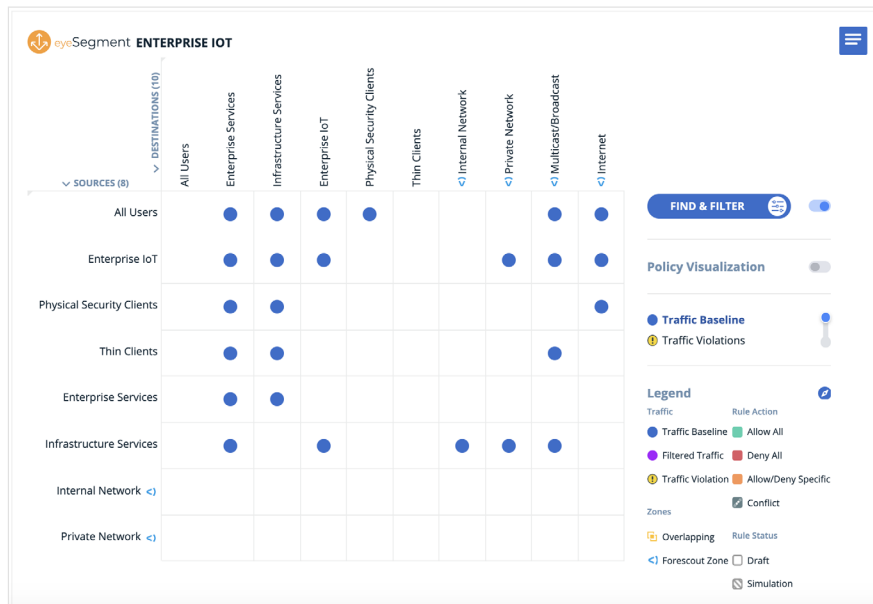 eyeSegment ENTERPRISE IOT
DESTINATIONS (10)
All Users
Enterprise Services
Infrastructure Services
Enterprise IoT
Physical Security Clients
Thin Clients
Internal Network
Private Network
Multicast/Broadcast
Internet
SOURCES (8)
All Users
Enterprise IoT
Physical Security Clients
Thin Clients
Enterprise Services
Infrastructure Services
Internal Network
Private Network
FIND & FILTER
Policy Visualization
Traffic Baseline
Traffic Violations
Legend
Traffic
Rule Action
Traffic Baseline
Allow All
Filtered Traffic
Deny All
Traffic Violation
Allow/Deny Specific
Conflict
Zones
Rule Status
Overlapping
Forescout Zone
Draft
Simulation